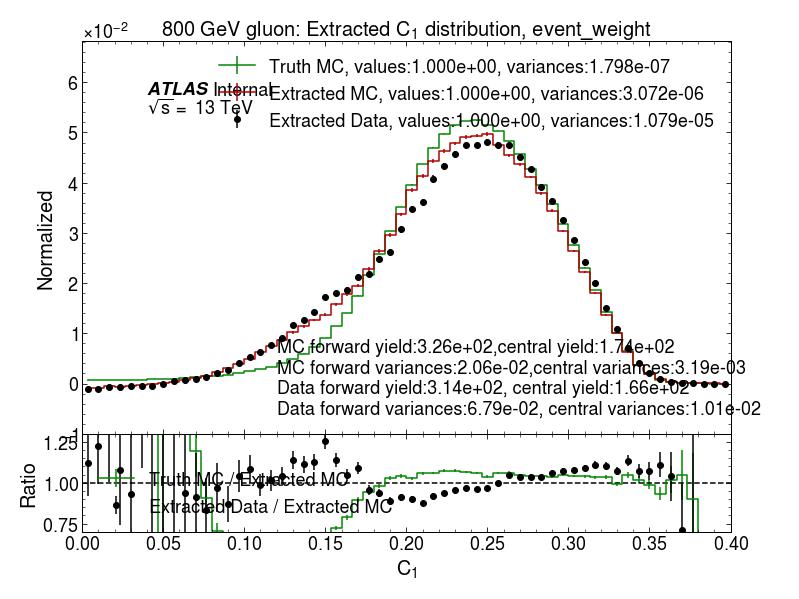 ×10⁻²
800 GeV gluon: Extracted C₁ distribution, event_weight
Truth MC, values:1.000e+00, variances:1.798e-07
Extracted MC, values:1.000e+00, variances:3.072e-06
Extracted Data, values:1.000e+00, variances:1.079e-05
ATLAS Internal
√s = 13 TeV
Normalized
6
5
4
3
2
1
0
1
MC forward yield:3.26e+02,central yield:1.74e+02
MC forward variances:2.06e-02,central variances:3.19e-03
Data forward yield:3.14e+02, central yield:1.66e+02
Data forward variances:6.79e-02, central variances:1.01e-02
Ratio
1.25
1.00
0.75
Truth MC / Extracted MC
Extracted Data / Extracted MC
0.00 0.05 0.10 0.15 0.20 0.25 0.30 0.35 0.40
C₁